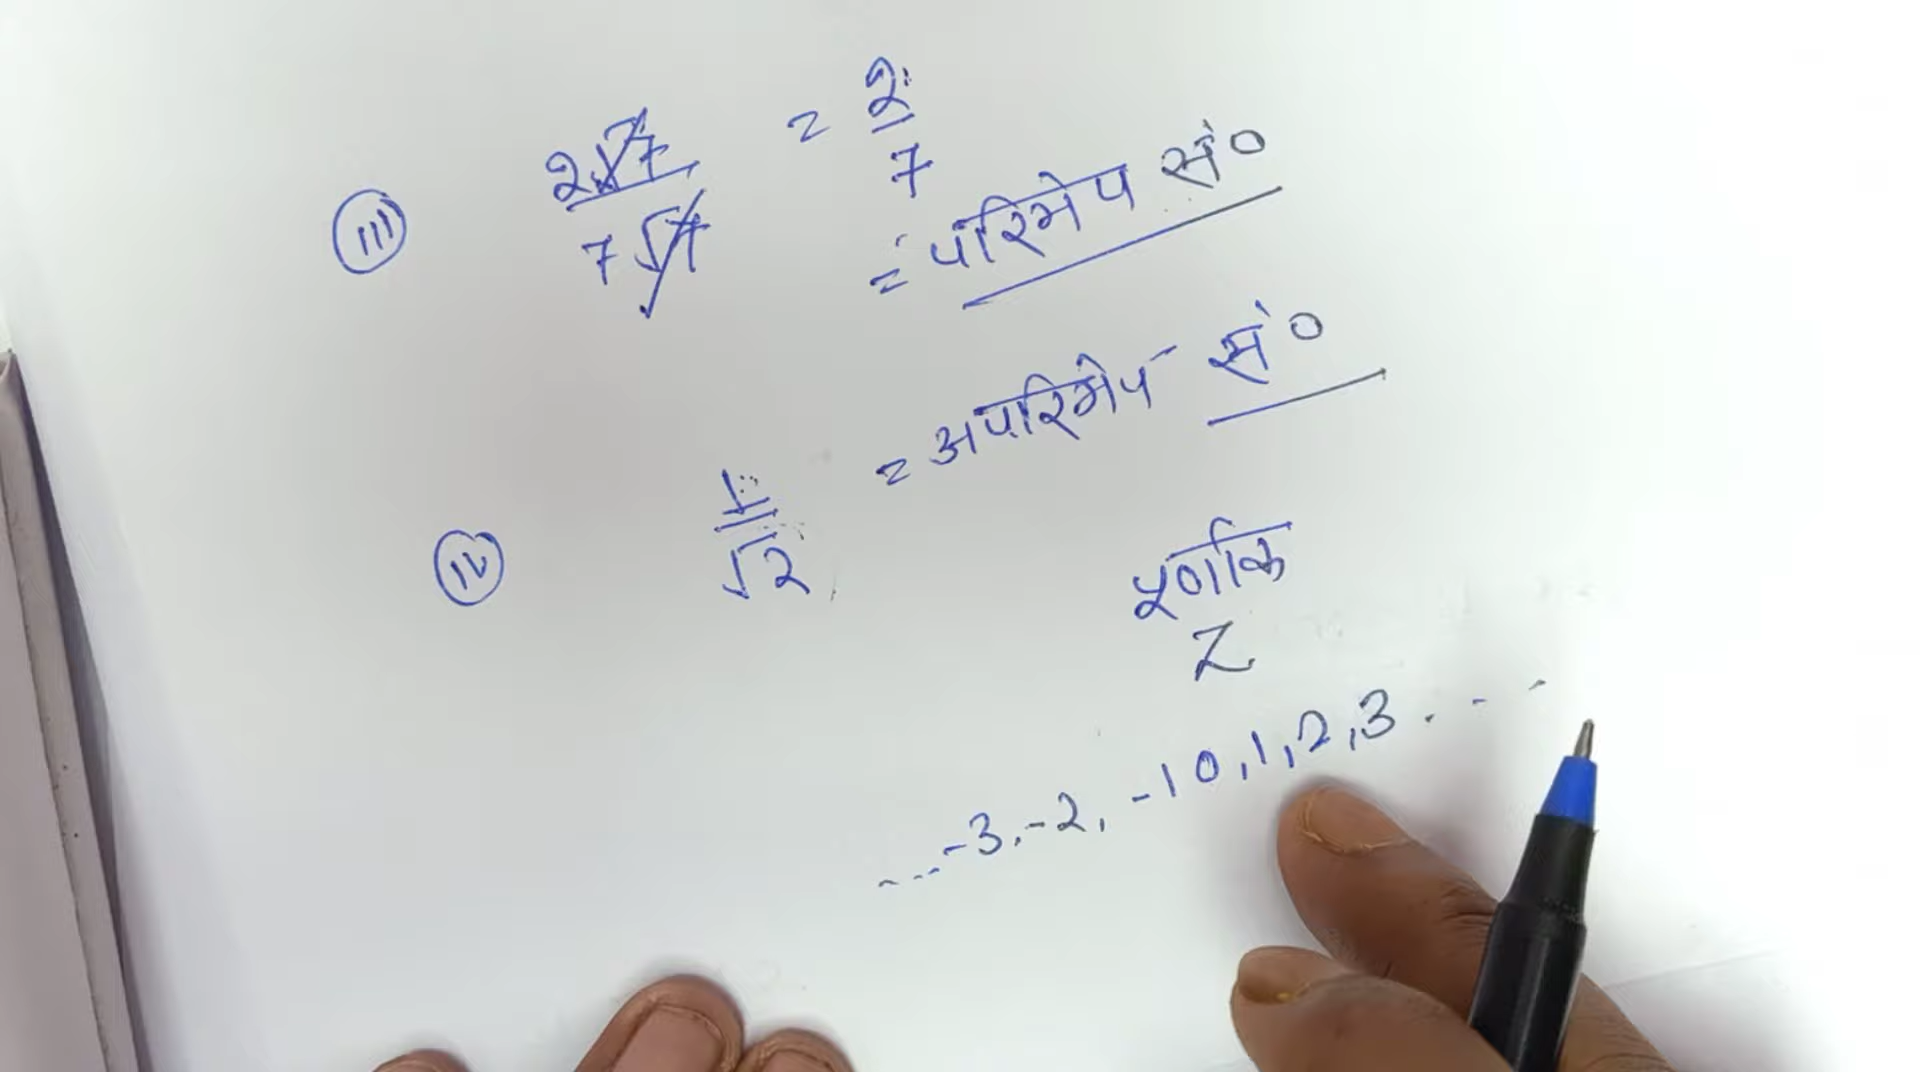 (iii) 2√7/7√7 = 2/7
= परिमेय सं०
(iv) 1/√2 = अपरिमेय सं०
पूर्णांक
Z
...-3,-2, -1 0,1,2,3 . - -